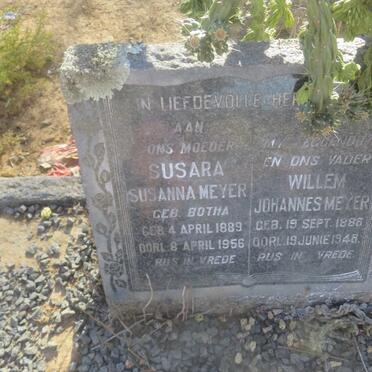 IN LIEFDEVOLLE HER
AAN
ONS MOEDER
SUSARA
SUSANNA MEYER
GEB. BOTHA
GEB 4 APRIL 1889
OORL. 8 APRIL 1956
RUS IN VREDE
EN ONS VADER
WILLEM
JOHANNES MEYER
GEB. 19 SEPT. 1886
OORL. 19 JUNIE 1948.
RUS IN VREDE